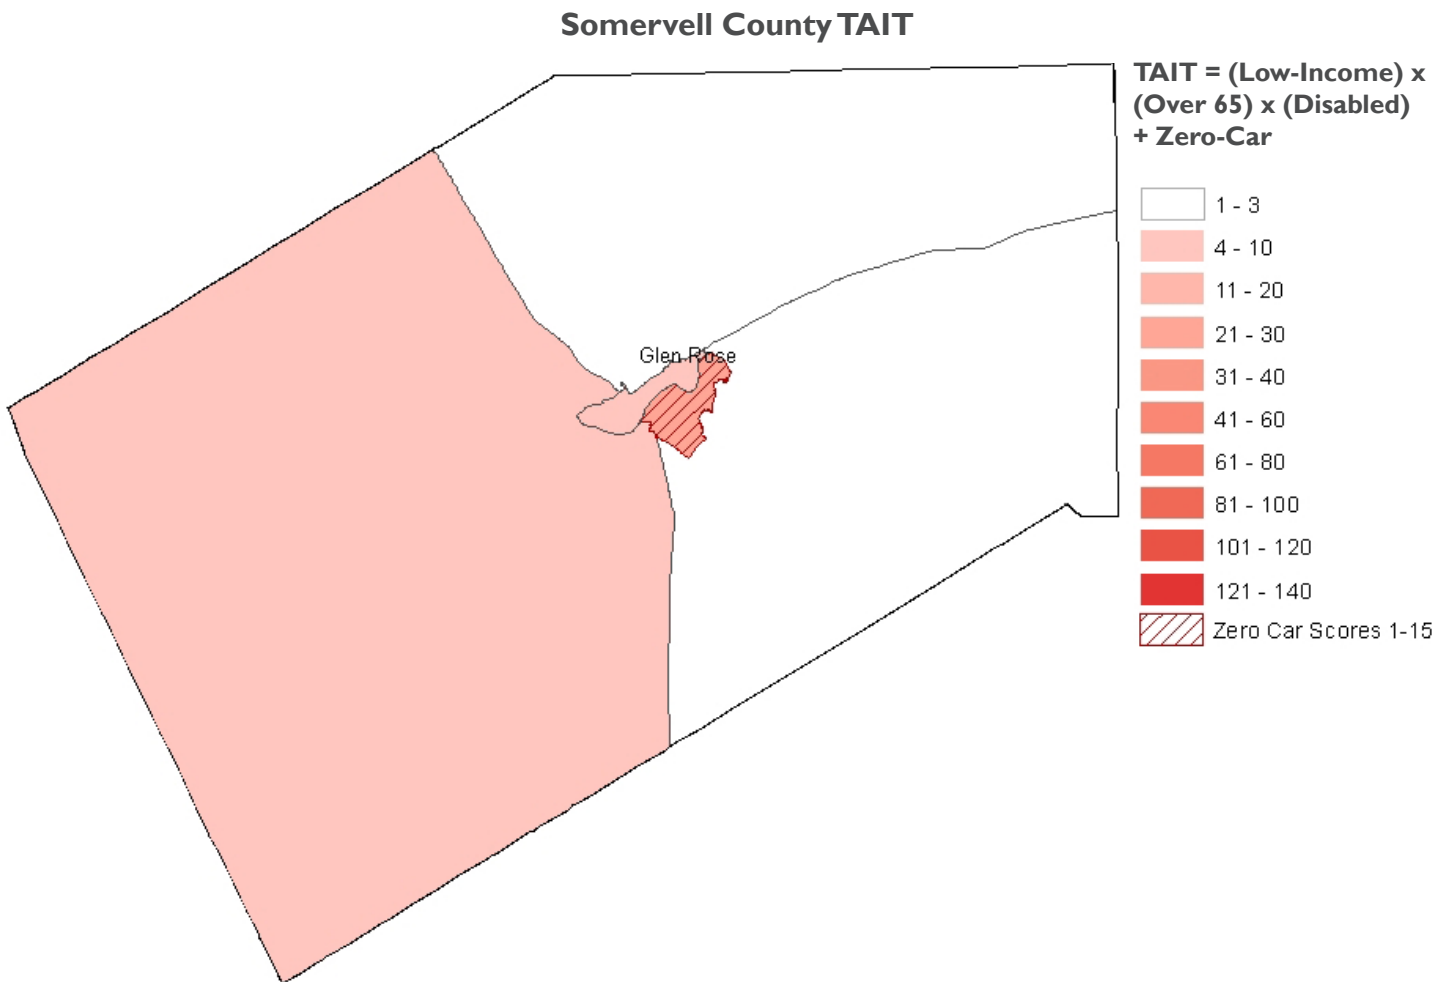 Somervell County TAIT
TAIT = (Low-Income) x
(Over 65) x (Disabled)
+ Zero-Car
1 - 3
4 - 10
11 - 20
21 - 30
31 - 40
41 - 60
61 - 80
81 - 100
101 - 120
121 - 140
Zero Car Scores 1-15
Glen Rose